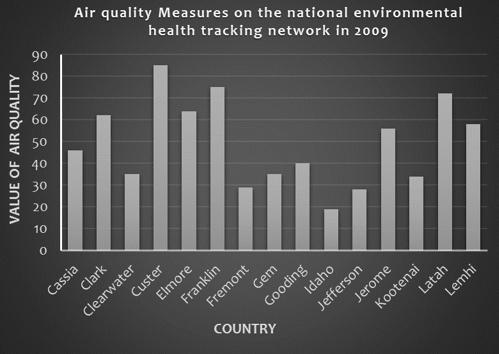 Air quality Measures on the national environmental
health tracking network in 2009
VALUE OF AIR QUALITY
90
80
70
60
50
40
30
20
10
0
Cassia
Clark
Clearwater
Custer
Elmore
Franklin
Fremont
Gem
Gooding
Idaho
Jefferson
Jerome
Kootenai
Latah
Lemhi
COUNTRY